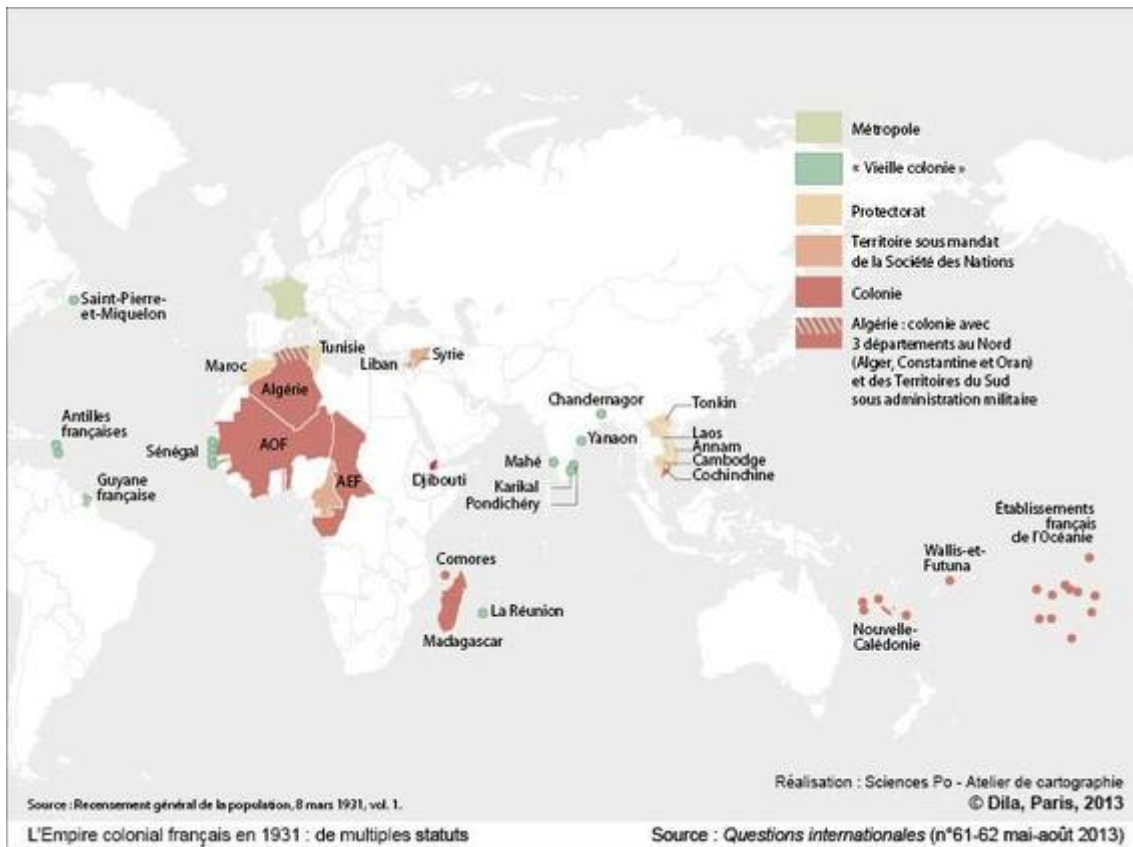 Métropole
« Vieille colonie »
Protectorat
Territoire sous mandat
de la Société des Nations
Colonie
Algérie : colonie avec
3 départements au Nord
(Alger, Constantine et Oran)
et des Territoires du Sud
sous administration militaire
Saint-Pierre-
et-Miquelon
Tunisie
Maroc
Liban
Syrie
Algérie
Antilles
françaises
Sénégal
AOF
Guyane
française
AEF
Djibouti
Chandernagor
Tonkin
Yanaon
Laos
Annam
Mahé
Cambodge
Karikal
Cochinchine
Pondichéry
Établissements
français
de l'Océanie
Wallis-et-
Futuna
Comores
La Réunion
Madagascar
Nouvelle-
Calédonie
Réalisation : Sciences Po - Atelier de cartographie
Source : Recensement général de la population, 8 mars 1931, vol. 1.
© Dila, Paris, 2013
L'Empire colonial français en 1931 : de multiples statuts
Source : Questions internationales (n°61-62 mai-août 2013)